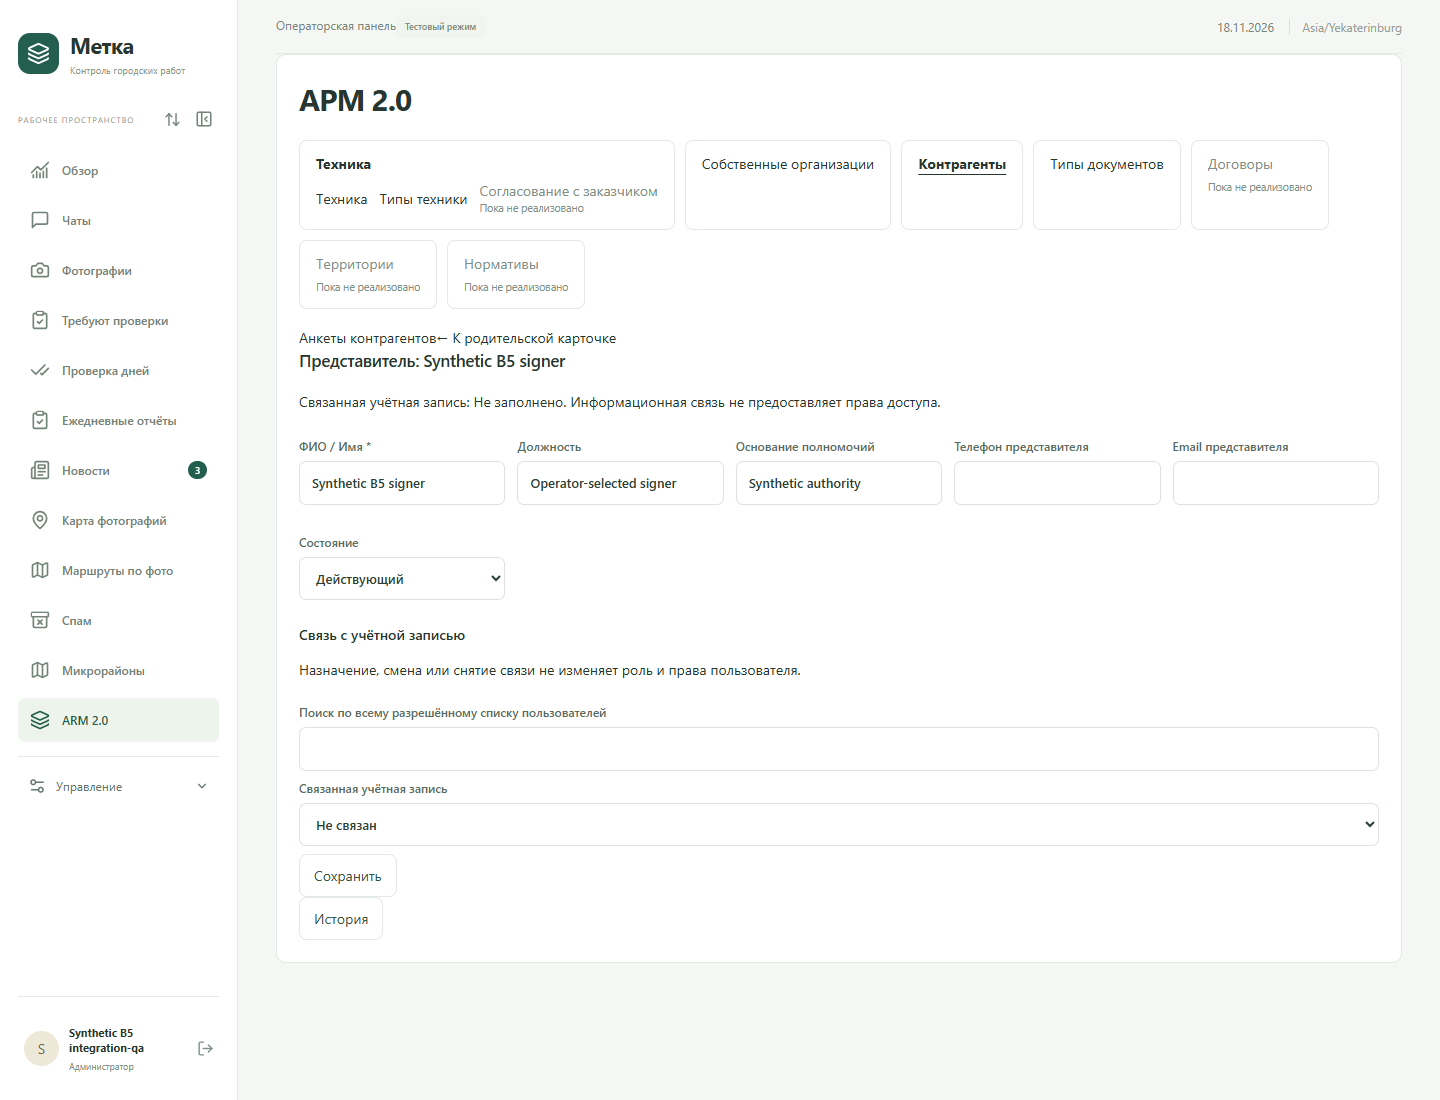 Метка
Контроль городских работ
РАБОЧЕЕ ПРОСТРАНСТВО
Обзор
Чаты
Фотографии
Требуют проверки
Проверка дней
Ежедневные отчёты
Новости 3
Карта фотографий
Маршруты по фото
Спам
Микрорайоны
ARM 2.0
Управление
S
Synthetic B5
integration-qa
Администратор
Операторская панель Тестовый режим
18.11.2026 Asia/Yekaterinburg
АРМ 2.0
Техника
Техника Типы техники Согласование с заказчиком
Пока не реализовано
Собственные организации
Контрагенты
Типы документов
Договоры
Пока не реализовано
Территории
Пока не реализовано
Нормативы
Пока не реализовано
Анкеты контрагентов← К родительской карточке
Представитель: Synthetic B5 signer
Связанная учётная запись: Не заполнено. Информационная связь не предоставляет права доступа.
ФИО / Имя * Должность Основание полномочий Телефон представителя Email представителя
Synthetic B5 signer Operator-selected signer Synthetic authority
Состояние
Действующий
Связь с учётной записью
Назначение, смена или снятие связи не изменяет роль и права пользователя.
Поиск по всему разрешённому списку пользователей
Связанная учётная запись
Не связан
Сохранить
История